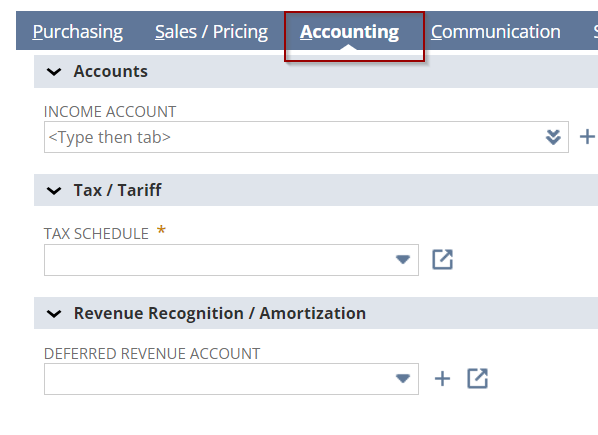 Purchasing Sales / Pricing Accounting Communication S
Accounts
INCOME ACCOUNT
<Type then tab>
Tax / Tariff
TAX SCHEDULE *
Revenue Recognition / Amortization
DEFERRED REVENUE ACCOUNT